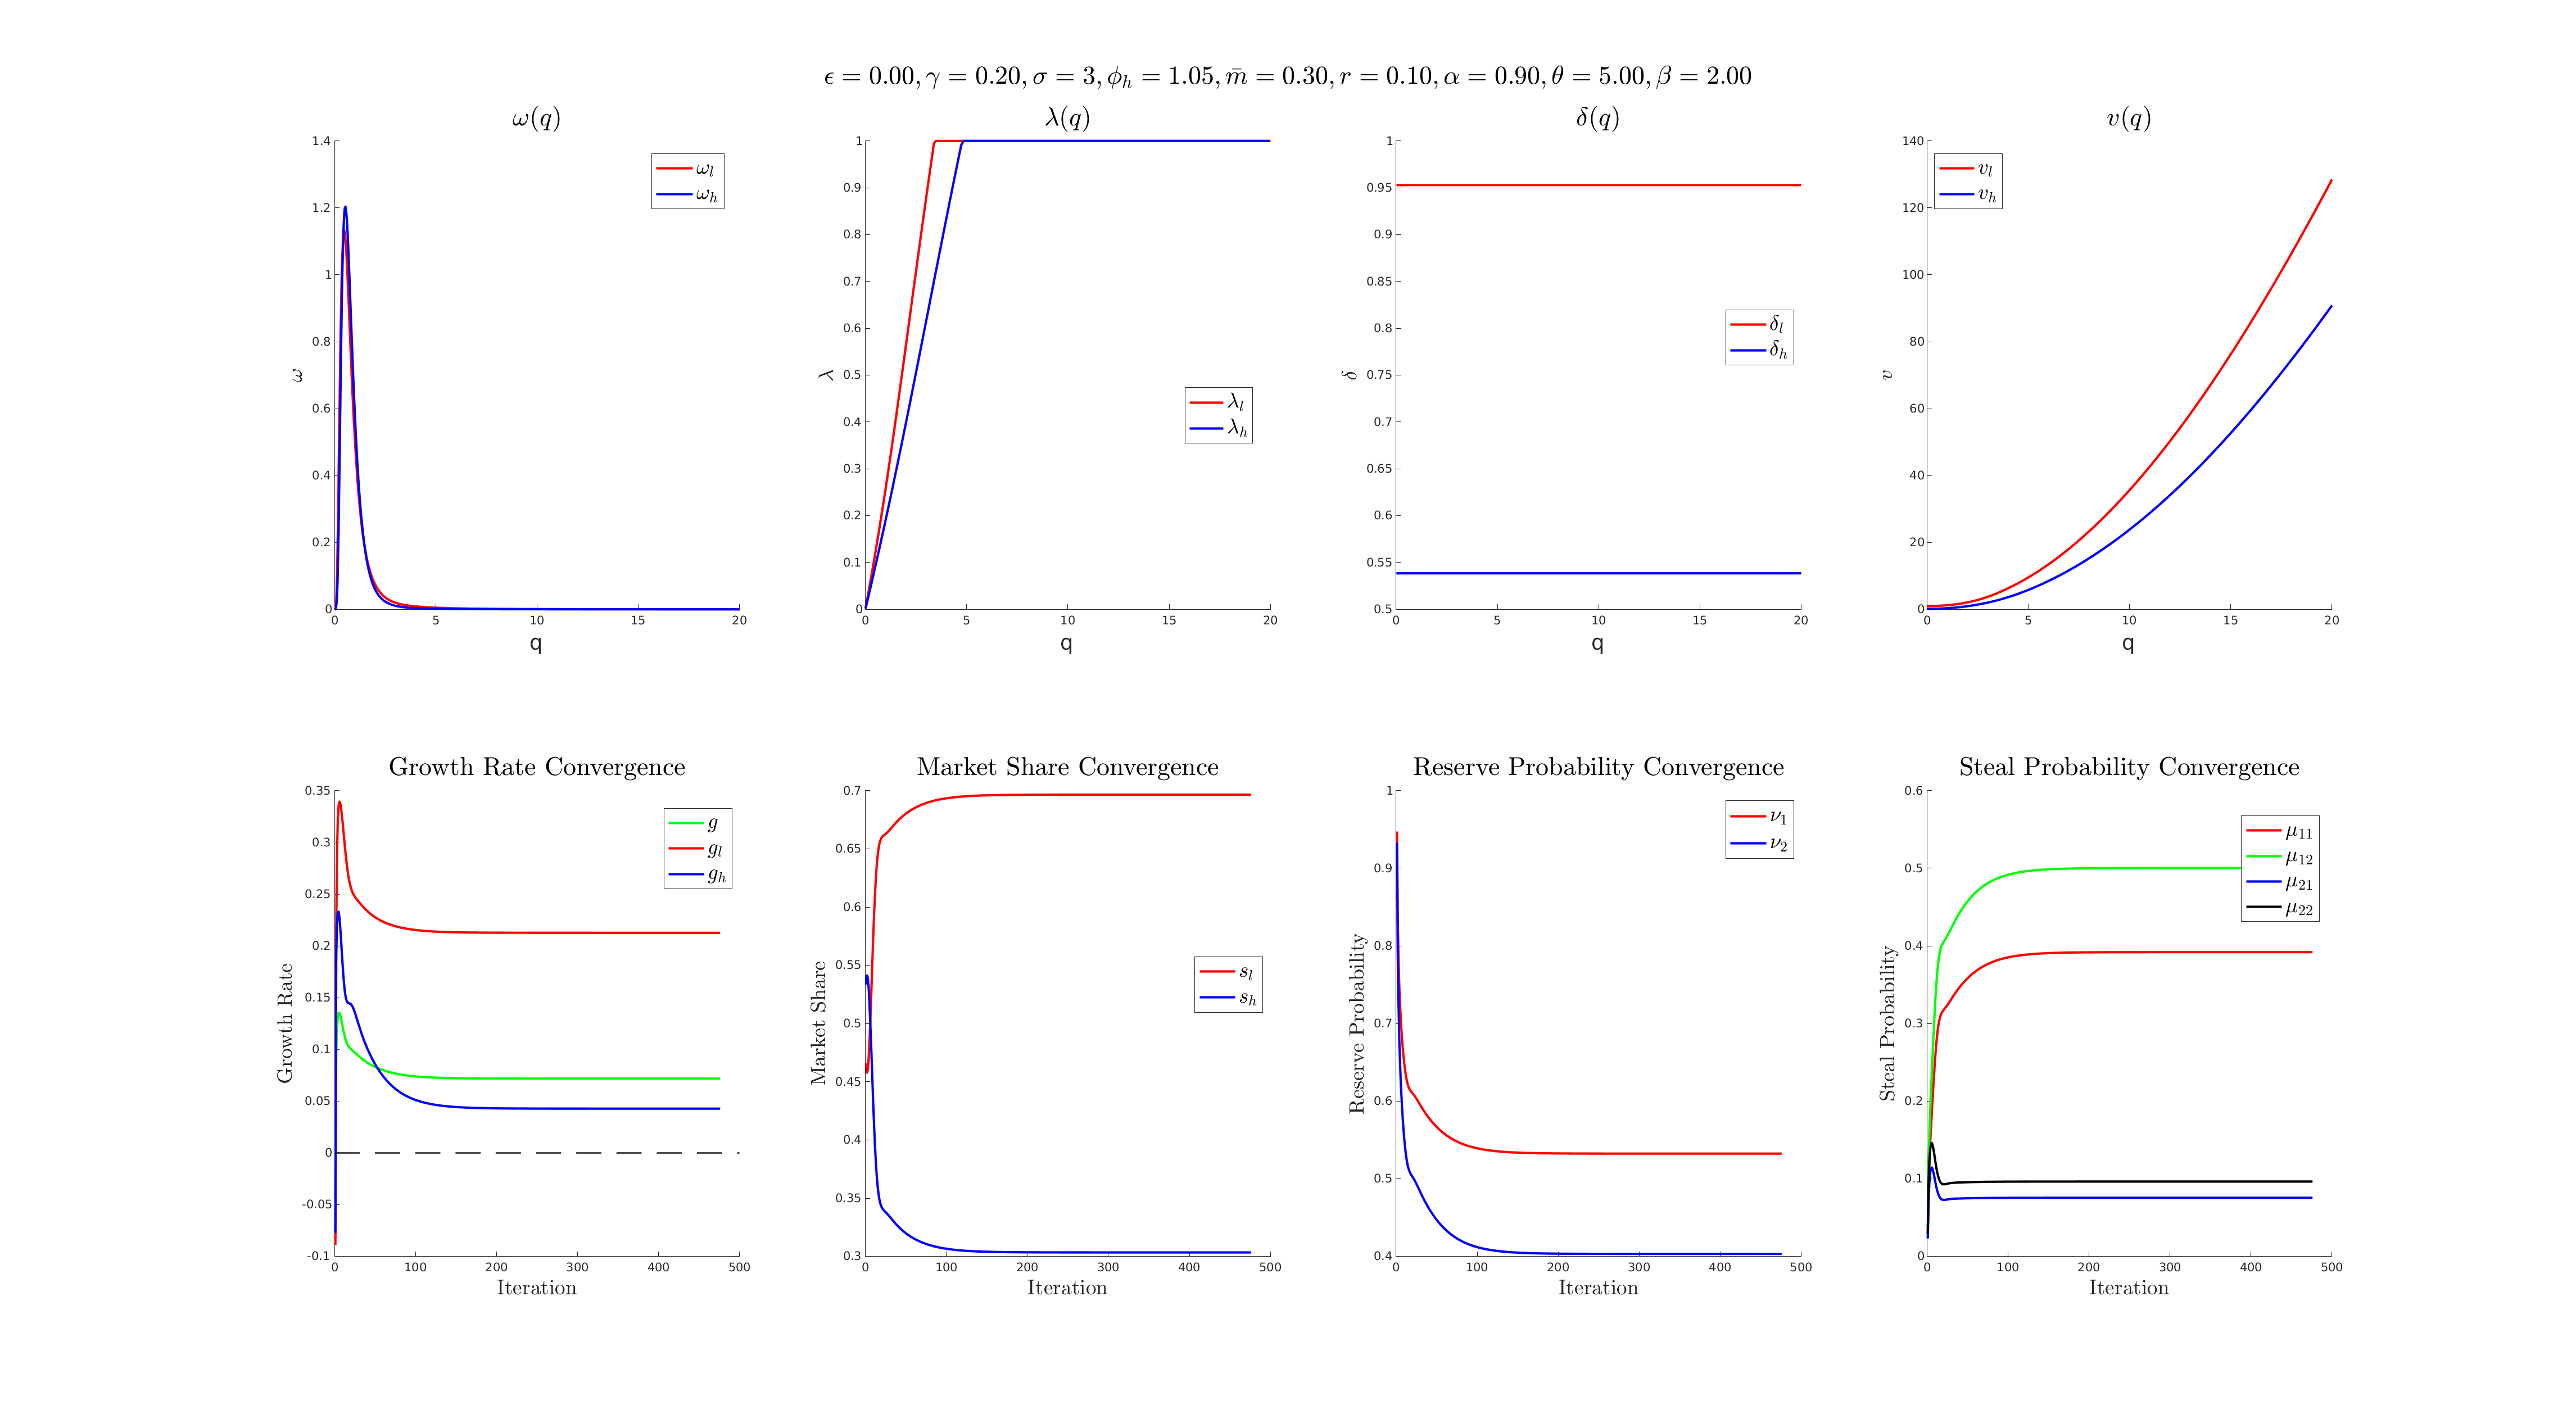 ϵ = 0.00, γ = 0.20, σ = 3, ϕ_h = 1.05, m̄ = 0.30, r = 0.10, α = 0.90, θ = 5.00, β = 2.00
ω(q)
1.4
1.2
1
0.8
0.6
0.4
0.2
0
0 5 10 15 20
ω
q
ω_l
ω_h
λ(q)
1
0.9
0.8
0.7
0.6
0.5
0.4
0.3
0.2
0.1
0
0 5 10 15 20
λ
q
λ_l
λ_h
δ(q)
1
0.95
0.9
0.85
0.8
0.75
0.7
0.65
0.6
0.55
0.5
0 5 10 15 20
δ
q
δ_l
δ_h
v(q)
140
120
100
80
60
40
20
0
0 5 10 15 20
v
q
v_l
v_h
Growth Rate Convergence
0.35
0.3
0.25
0.2
0.15
0.1
0.05
0
-0.05
-0.1
0 100 200 300 400 500
Growth Rate
Iteration
g
g_l
g_h
Market Share Convergence
0.7
0.65
0.6
0.55
0.5
0.45
0.4
0.35
0.3
0 100 200 300 400 500
Market Share
Iteration
s_l
s_h
Reserve Probability Convergence
1
0.9
0.8
0.7
0.6
0.5
0.4
0 100 200 300 400 500
Reserve Probability
Iteration
ν_1
ν_2
Steal Probability Convergence
0.6
0.5
0.4
0.3
0.2
0.1
0
0 100 200 300 400 500
Steal Probability
Iteration
μ_11
μ_12
μ_21
μ_22